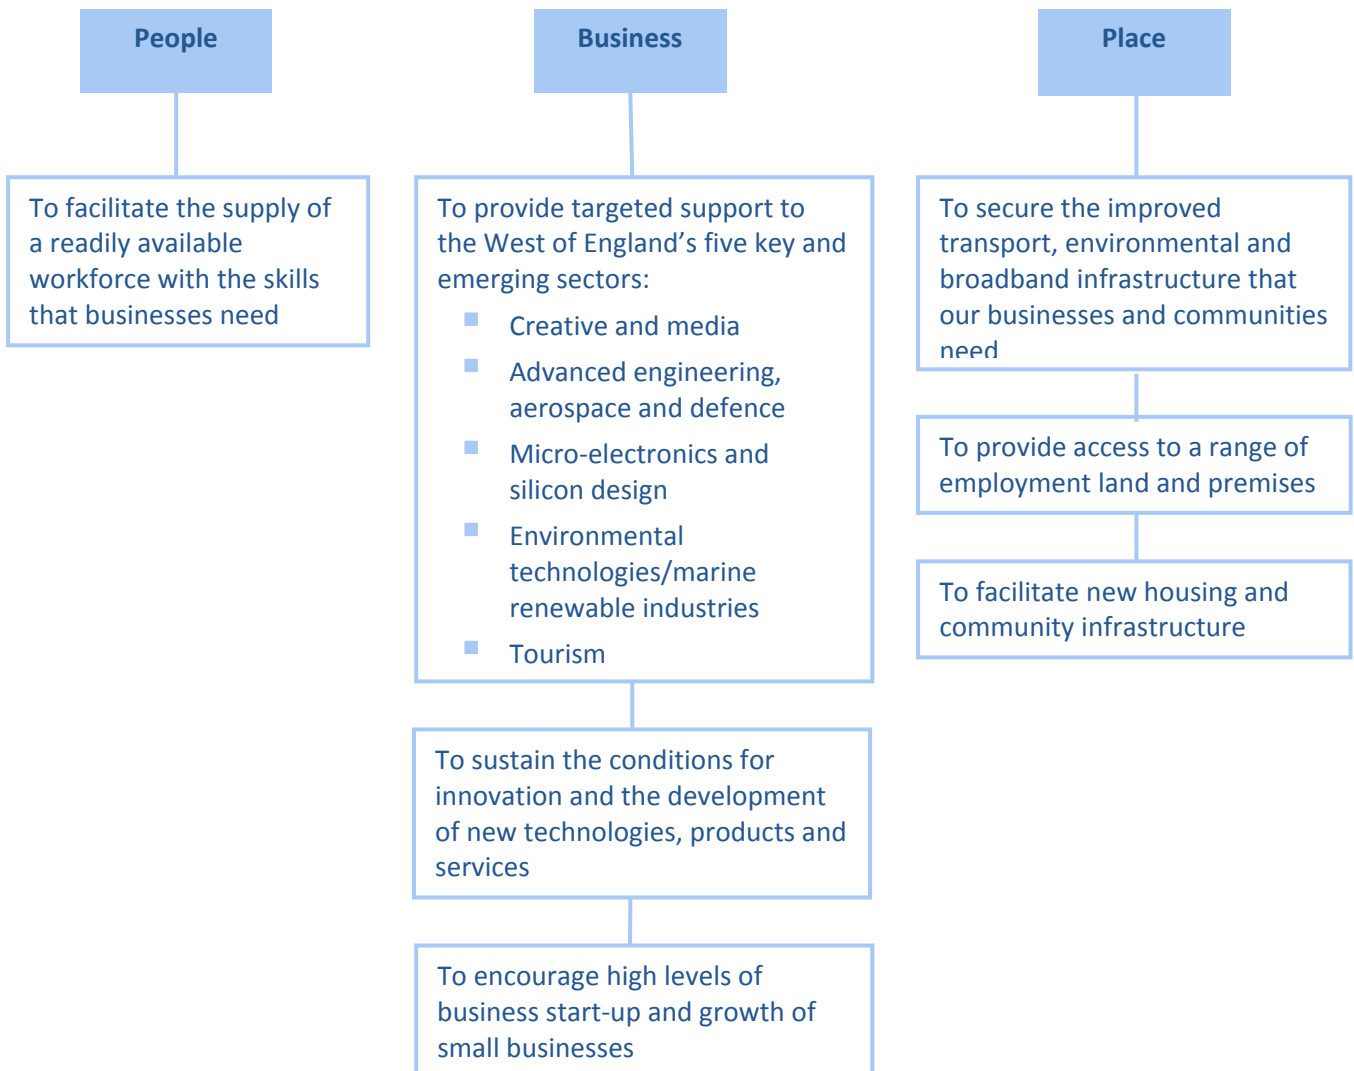 People
To facilitate the supply of
a readily available
workforce with the skills
that businesses need
Business
To provide targeted support to
the West of England’s five key and
emerging sectors:
Creative and media
Advanced engineering,
aerospace and defence
Micro-electronics and
silicon design
Environmental
technologies/marine
renewable industries
Tourism
To sustain the conditions for
innovation and the development
of new technologies, products and
services
To encourage high levels of
business start-up and growth of
small businesses
Place
To secure the improved
transport, environmental and
broadband infrastructure that
our businesses and communities
need
To provide access to a range of
employment land and premises
To facilitate new housing and
community infrastructure